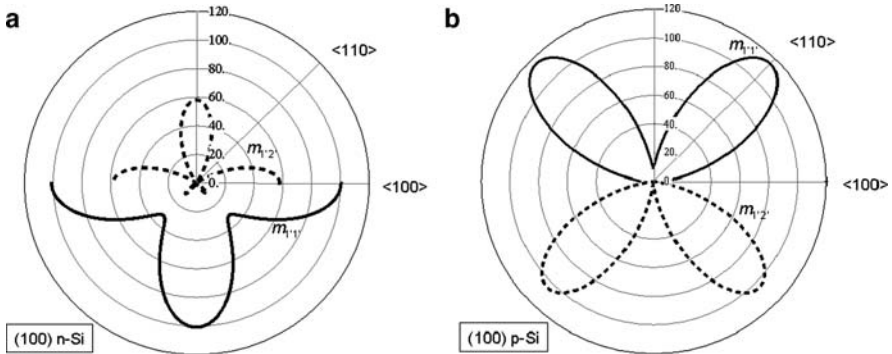 a
120
100.
80.
60.
40.
20.
0.
<110>
<100>
m1'2'
m1'1'
(100) n-Si
b
120
100.
80.
60.
40.
20.
0.
m1'1'
<110>
<100>
m1'2'
(100) p-Si